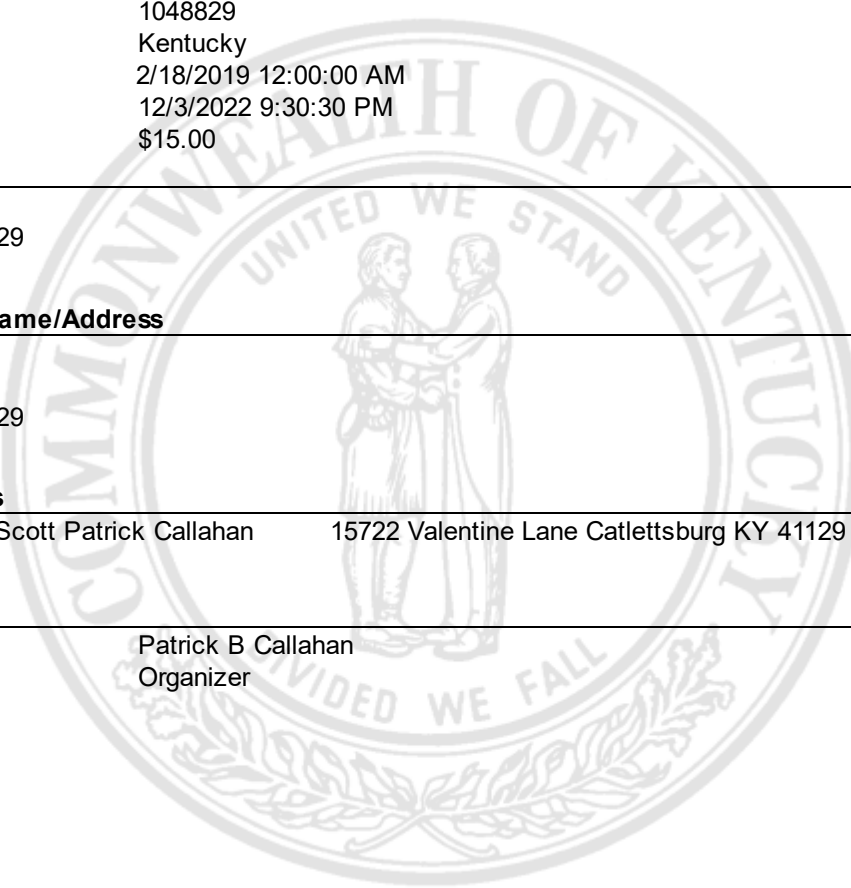 1048829
Kentucky
2/18/2019 12:00:00 AM
12/3/2022 9:30:30 PM
$15.00
29
ame/Address
29
s
Scott Patrick Callahan 15722 Valentine Lane Catlettsburg KY 41129
Patrick B Callahan
Organizer
COMMONWEALTH OF KENTUCKY
UNITED WE STAND
DIVIDED WE FALL